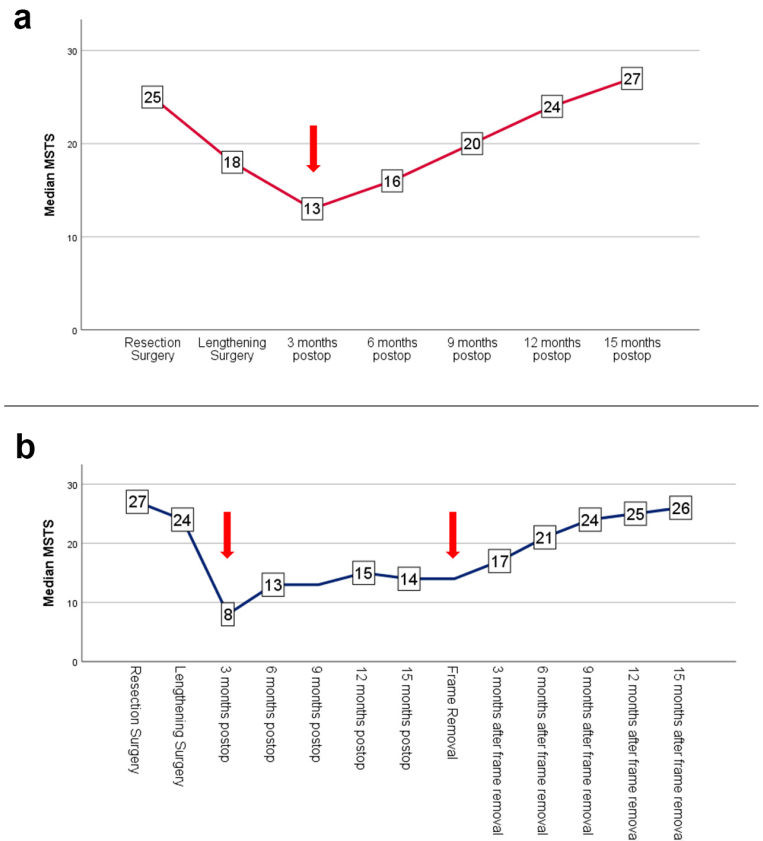 a
30
20
10
0
Median MSTS
25
18
13
16
20
24
27
Resection
Surgery
Lengthening
Surgery
3 months
postop
6 months
postop
9 months
postop
12 months
postop
15 months
postop
b
30
20
10
0
Median MSTS
27
24
8
13
15
14
17
21
24
25
26
Resection Surgery
Lengthening Surgery
3 months postop
6 months postop
9 months postop
12 months postop
15 months postop
Frame Removal
3 months after frame removal
6 months after frame removal
9 months after frame removal
12 months after frame remova
15 months after frame remova